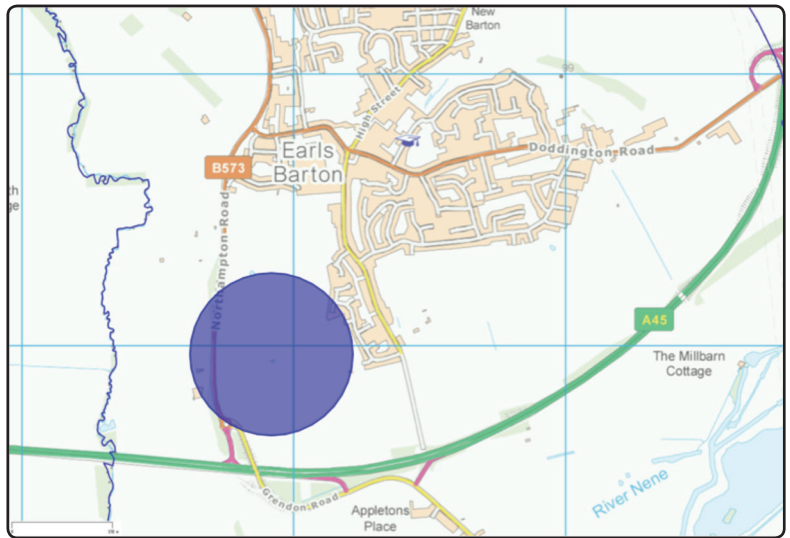 New
Barton
99
High Street
Earls
Barton
Doddington Road
B573
Northampton Road
A45
The Millbarn
Cottage
River Nene
Grendon Road
Appletons
Place